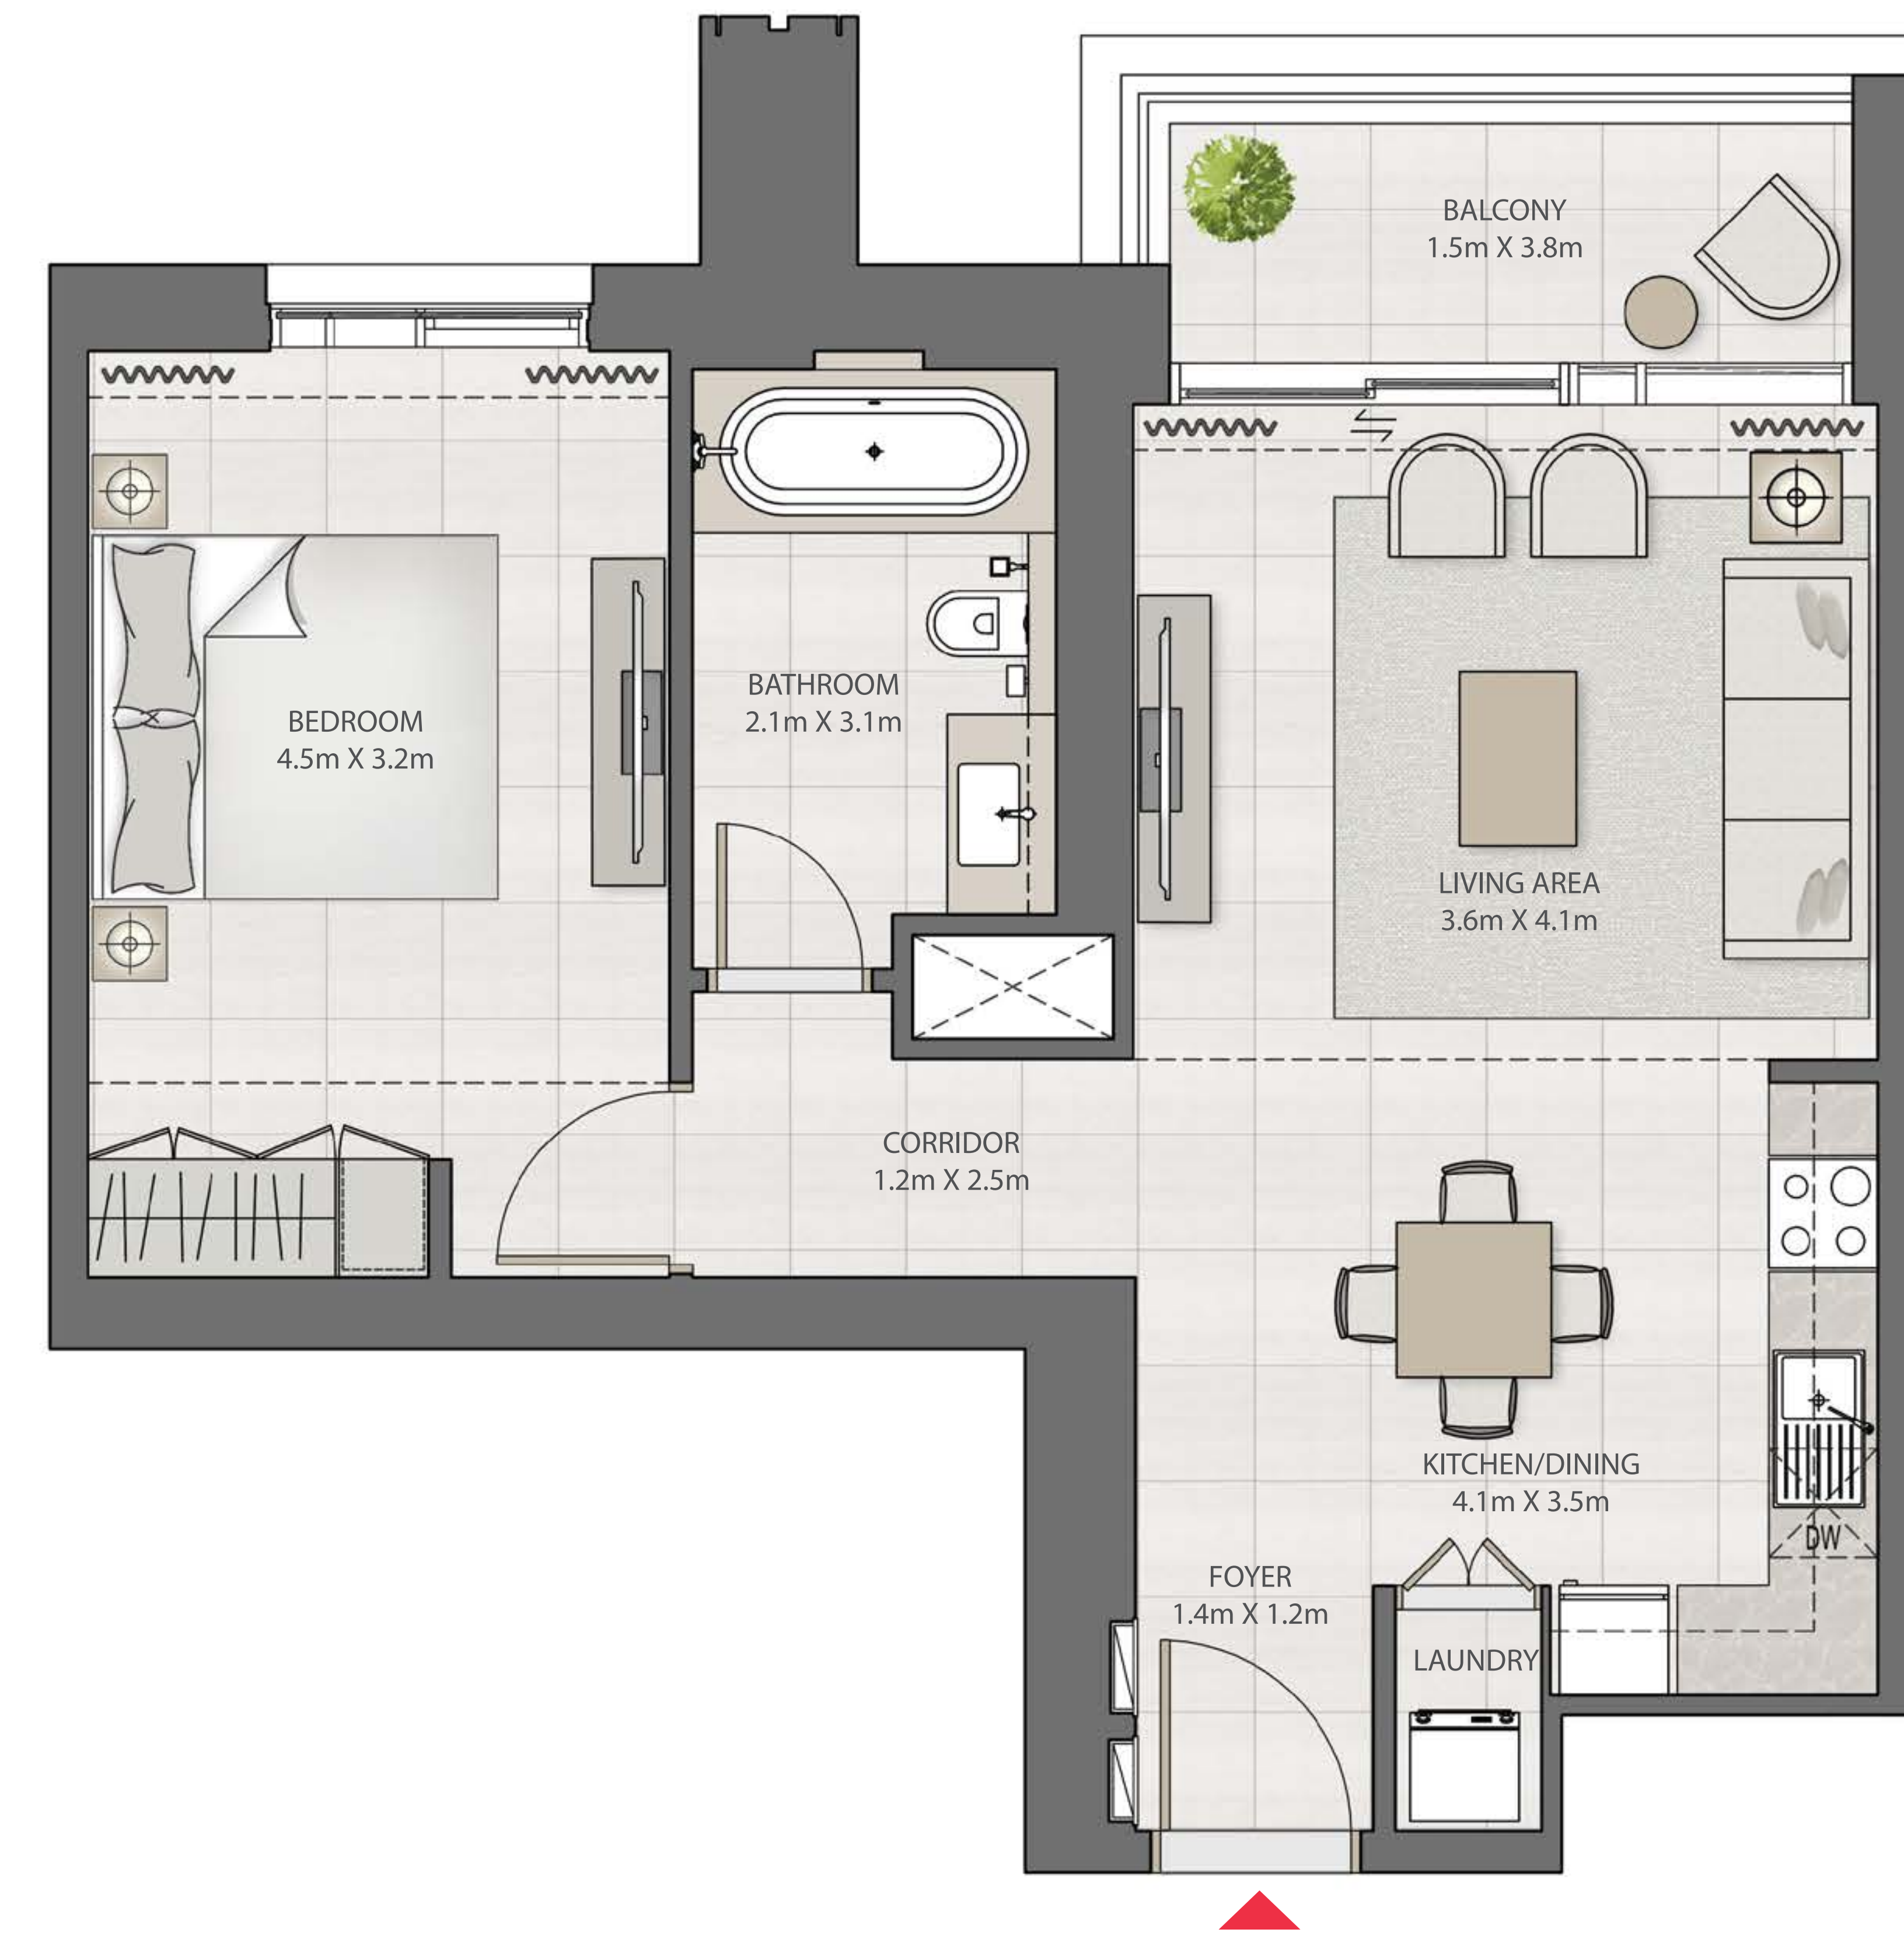 BALCONY
1.5m X 3.8m
BEDROOM
4.5m X 3.2m
BATHROOM
2.1m X 3.1m
LIVING AREA
3.6m X 4.1m
CORRIDOR
1.2m X 2.5m
KITCHEN/DINING
4.1m X 3.5m
DW
FOYER
1.4m X 1.2m
LAUNDRY